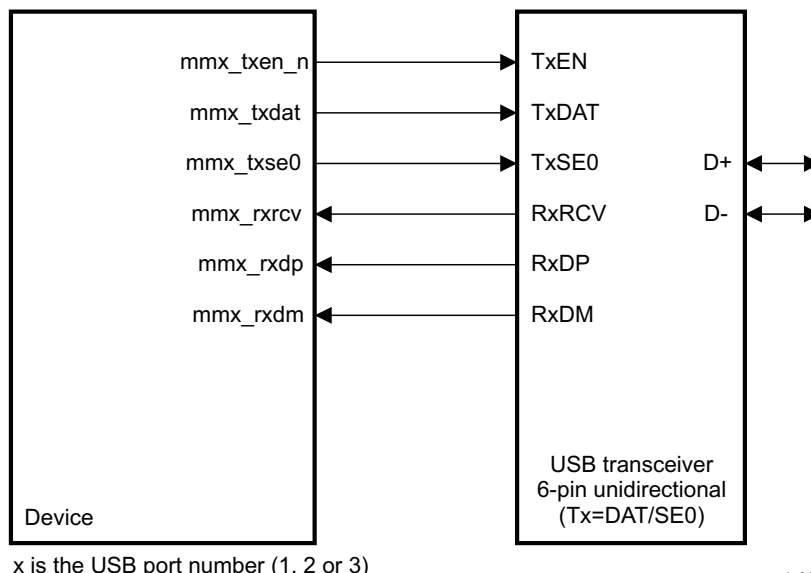 mmx_txen_n
mmx_txdat
mmx_txse0
mmx_rxrcv
mmx_rxdp
mmx_rxdm
Device
TxEN
TxDAT
TxSE0
RxRCV
RxDP
RxDM
D+
D-
USB transceiver
6-pin unidirectional
(Tx=DAT/SE0)
x is the USB port number (1, 2 or 3)